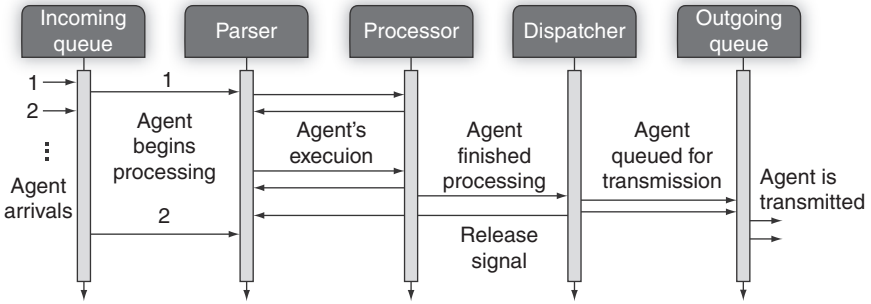 Incoming
queue
Parser
Processor
Dispatcher
Outgoing
queue
1
2
Agent
arrivals
1
Agent
begins
processing
2
Agent's
execuion
Agent
finished
processing
Release
signal
Agent
queued for
transmission
Agent is
transmitted